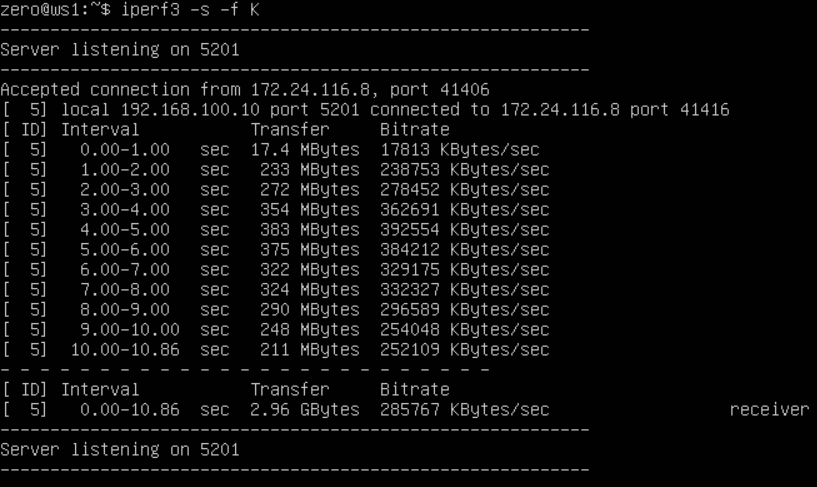 zero@ws1:~$ iperf3 -s -f K
-----------------------------------------------------------
Server listening on 5201
-----------------------------------------------------------
Accepted connection from 172.24.116.8, port 41406
[  5] local 192.168.100.10 port 5201 connected to 172.24.116.8 port 41416
[ ID] Interval           Transfer     Bitrate
[  5]   0.00-1.00   sec  17.4 MBytes  17813 KBytes/sec
[  5]   1.00-2.00   sec   233 MBytes  238753 KBytes/sec
[  5]   2.00-3.00   sec   272 MBytes  278452 KBytes/sec
[  5]   3.00-4.00   sec   354 MBytes  362691 KBytes/sec
[  5]   4.00-5.00   sec   383 MBytes  392554 KBytes/sec
[  5]   5.00-6.00   sec   375 MBytes  384212 KBytes/sec
[  5]   6.00-7.00   sec   322 MBytes  329175 KBytes/sec
[  5]   7.00-8.00   sec   324 MBytes  332327 KBytes/sec
[  5]   8.00-9.00   sec   290 MBytes  296589 KBytes/sec
[  5]   9.00-10.00  sec   248 MBytes  254048 KBytes/sec
[  5]  10.00-10.86  sec   211 MBytes  252109 KBytes/sec
- - - - - - - - - - - - - - - - - - - - - - - - -
[ ID] Interval           Transfer     Bitrate
[  5]   0.00-10.86  sec  2.96 GBytes  285767 KBytes/sec                  receiver
-----------------------------------------------------------
Server listening on 5201
-----------------------------------------------------------